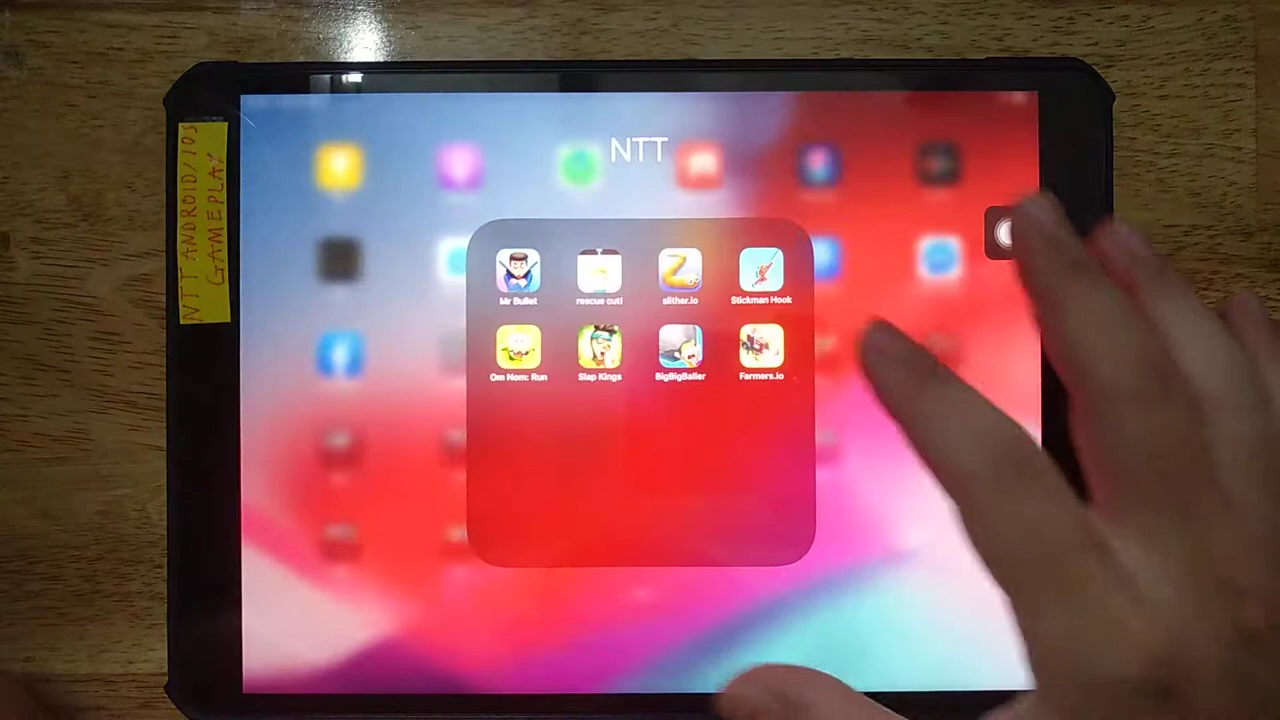 NTT ANDROID/IOS
GAMEPLAY
NTT
Mr Bullet
rescue cut!
slither.io
Stickman Hook
Om Nom: Run
Slap Kings
BigBigBaller
Farmers.io